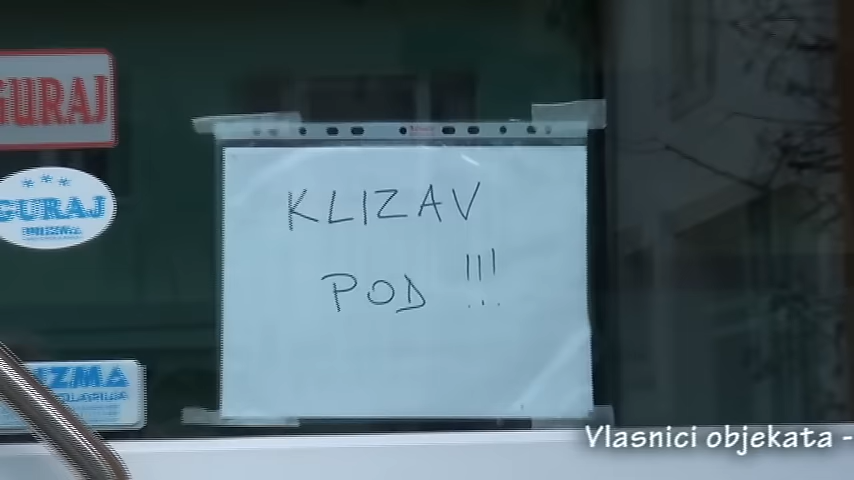 GURAJ
GURAJ
KLIZAV
POD !!!
Vlasnici objekata -